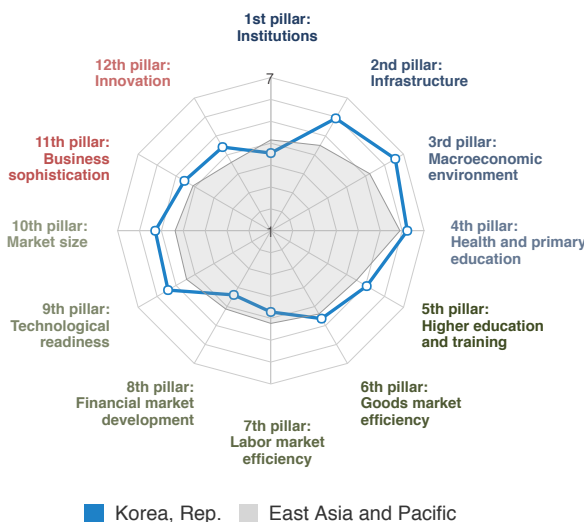 1st pillar:
Institutions
2nd pillar:
Infrastructure
3rd pillar:
Macroeconomic
environment
4th pillar:
Health and primary
education
5th pillar:
Higher education
and training
6th pillar:
Goods market
efficiency
7th pillar:
Labor market
efficiency
8th pillar:
Financial market
development
9th pillar:
Technological
readiness
10th pillar:
Market size
11th pillar:
Business
sophistication
12th pillar:
Innovation
7
1
Korea, Rep.
East Asia and Pacific